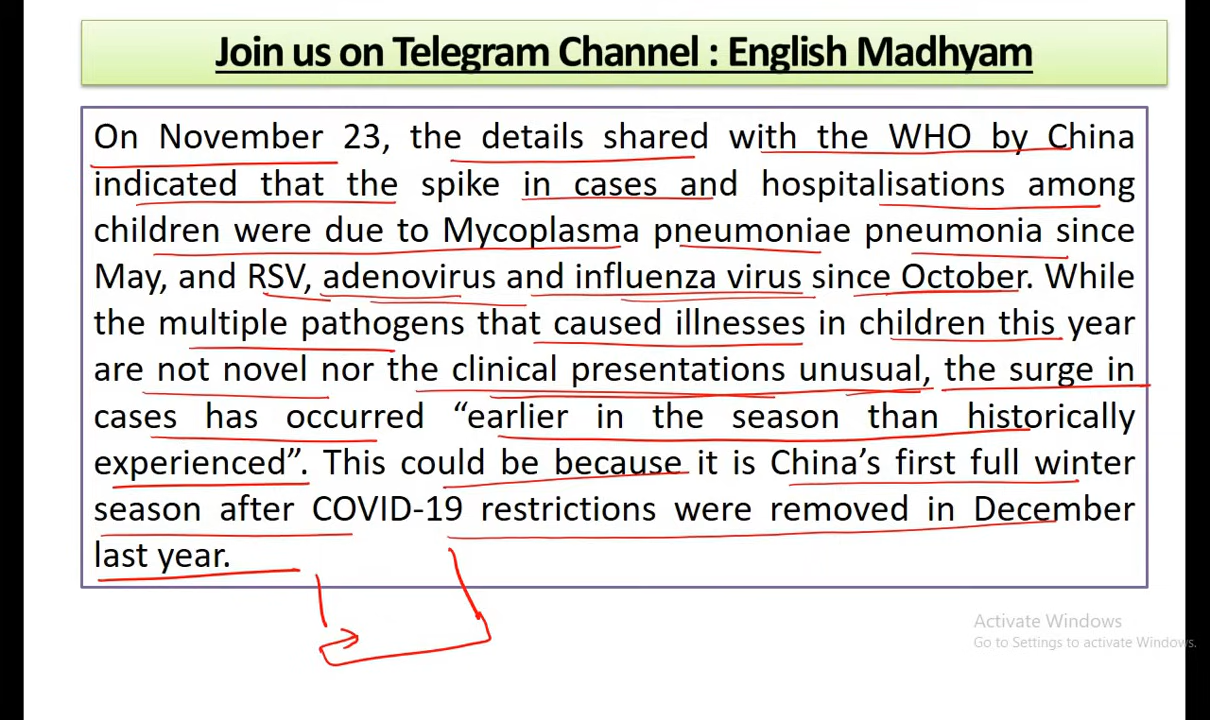 Join us on Telegram Channel : English Madhyam
On November 23, the details shared with the WHO by China
indicated that the spike in cases and hospitalisations among
children were due to Mycoplasma pneumoniae pneumonia since
May, and RSV, adenovirus and influenza virus since October. While
the multiple pathogens that caused illnesses in children this year
are not novel nor the clinical presentations unusual, the surge in
cases has occurred “earlier in the season than historically
experienced”. This could be because it is China’s first full winter
season after COVID-19 restrictions were removed in December
last year.
Activate Windows
Go to Settings to activate Windows.